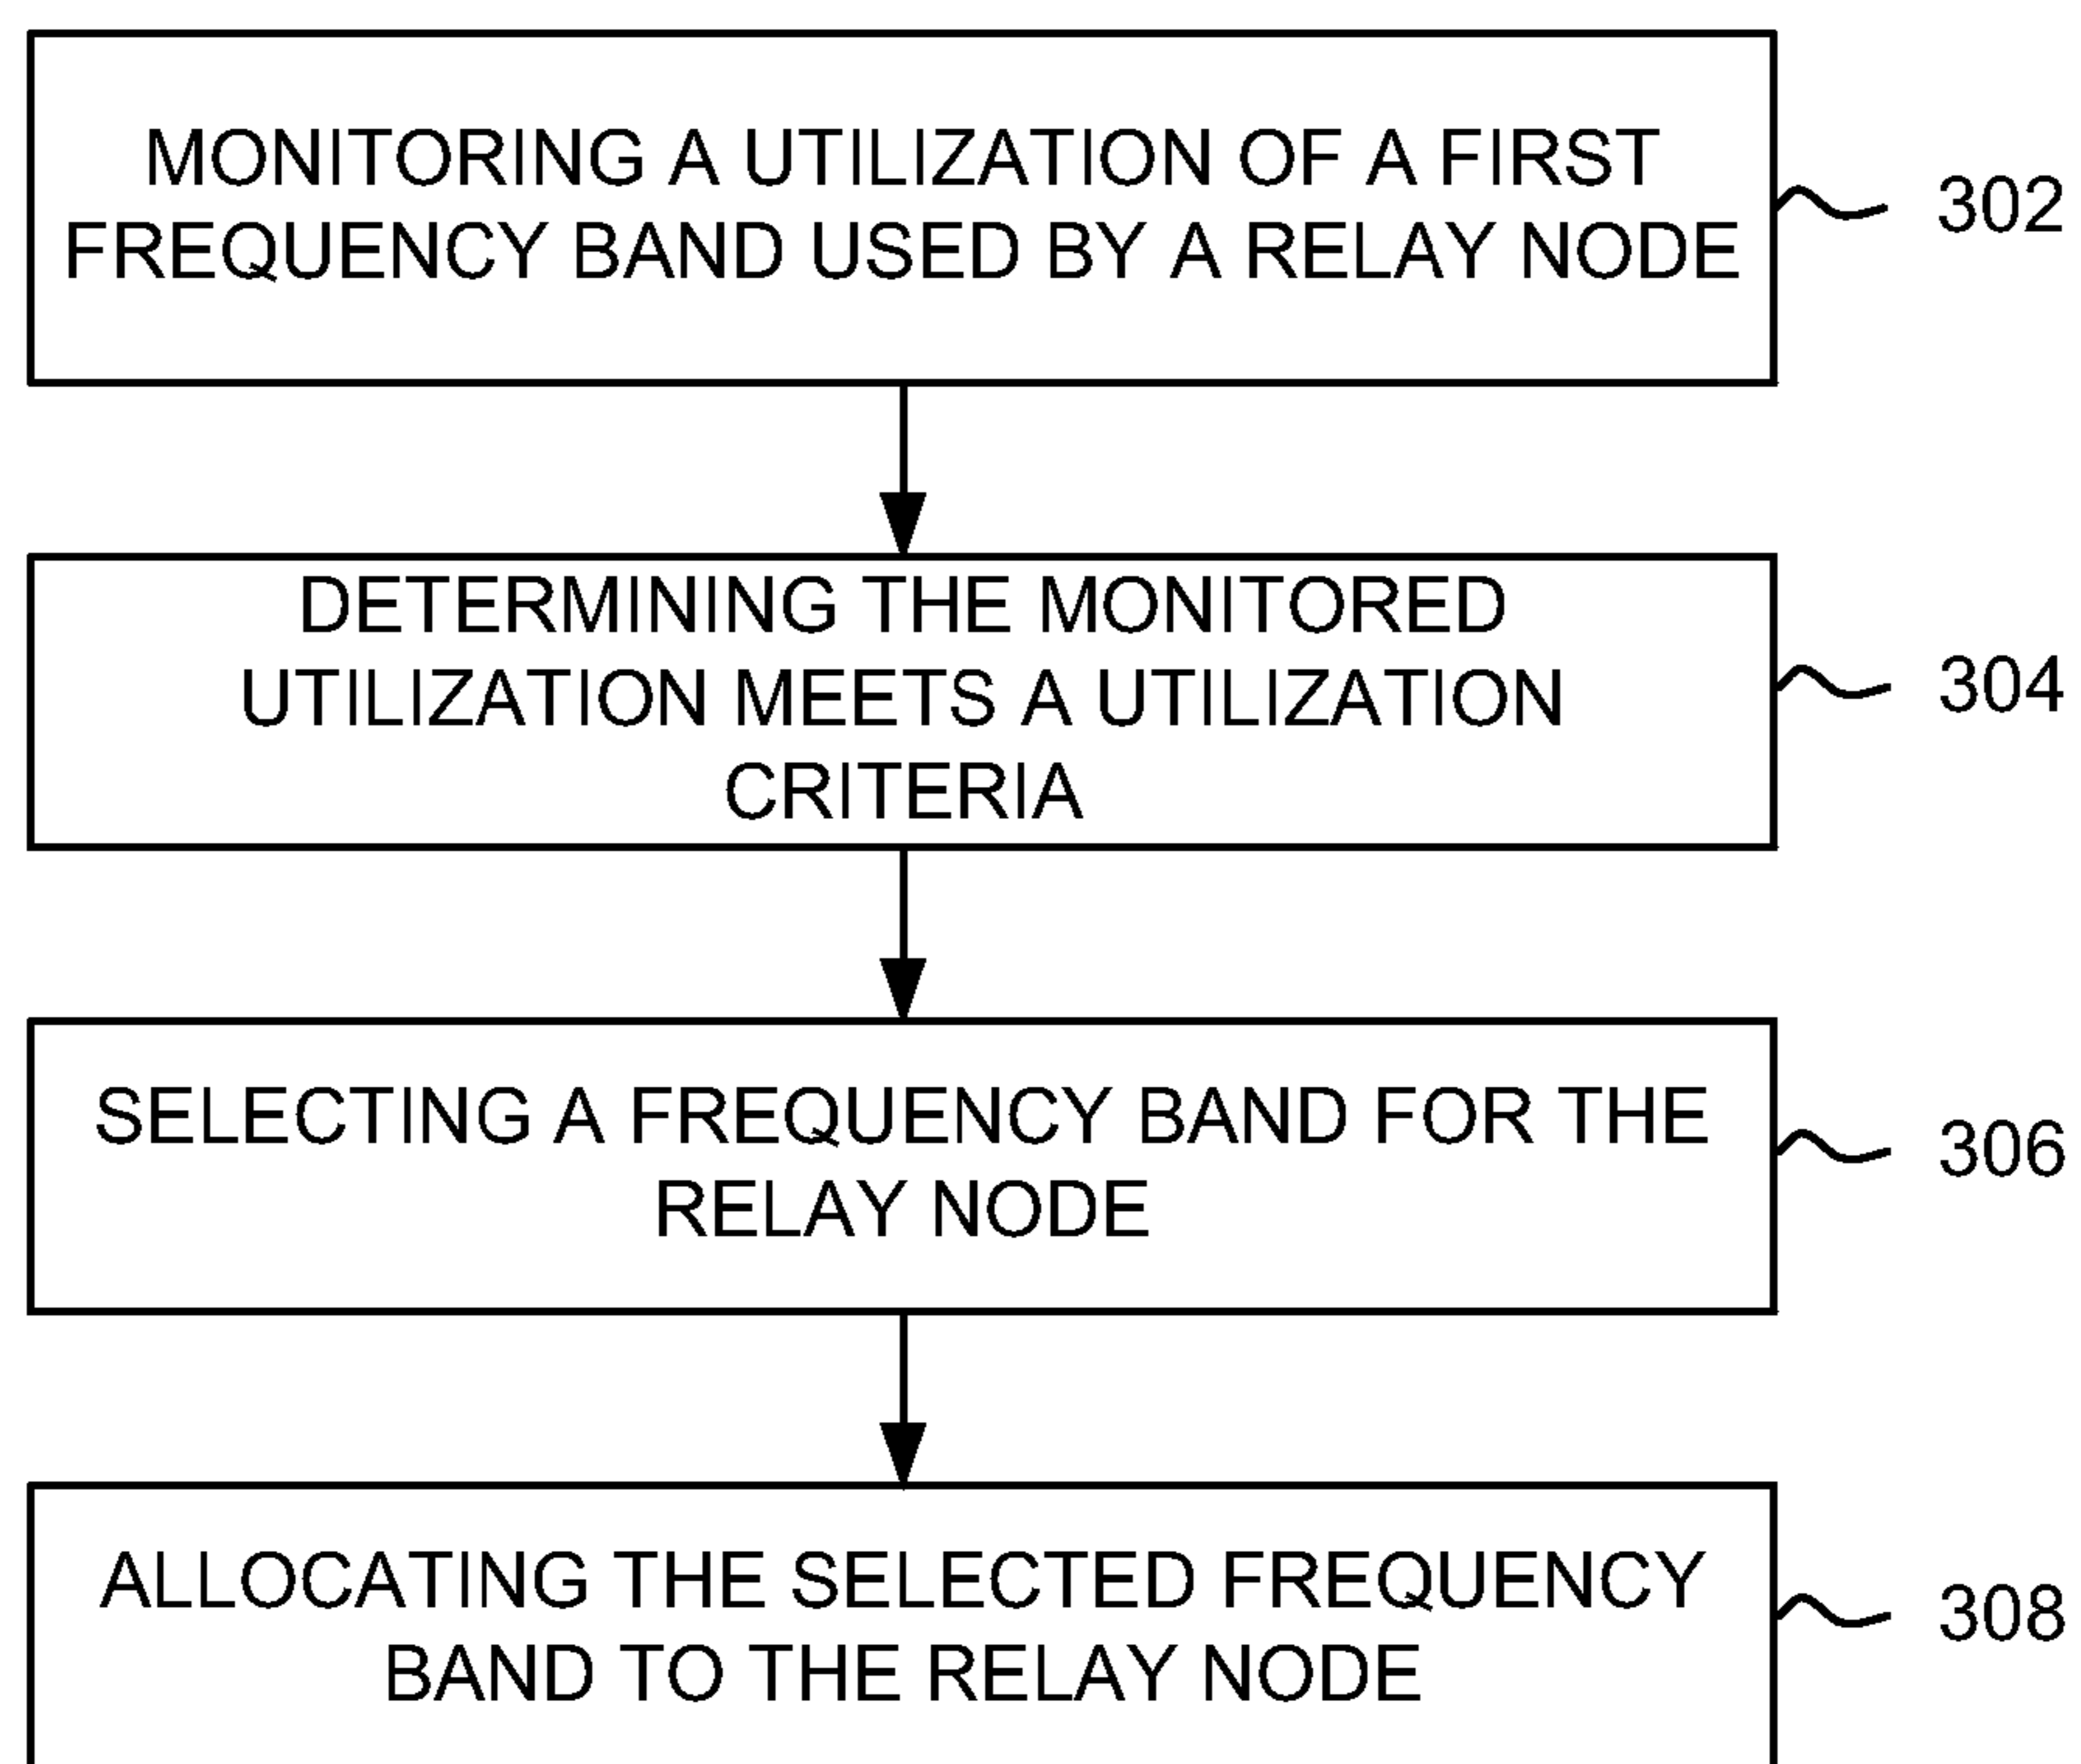 MONITORING A UTILIZATION OF A FIRST
FREQUENCY BAND USED BY A RELAY NODE
302
DETERMINING THE MONITORED
UTILIZATION MEETS A UTILIZATION
CRITERIA
304
SELECTING A FREQUENCY BAND FOR THE
RELAY NODE
306
ALLOCATING THE SELECTED FREQUENCY
BAND TO THE RELAY NODE
308